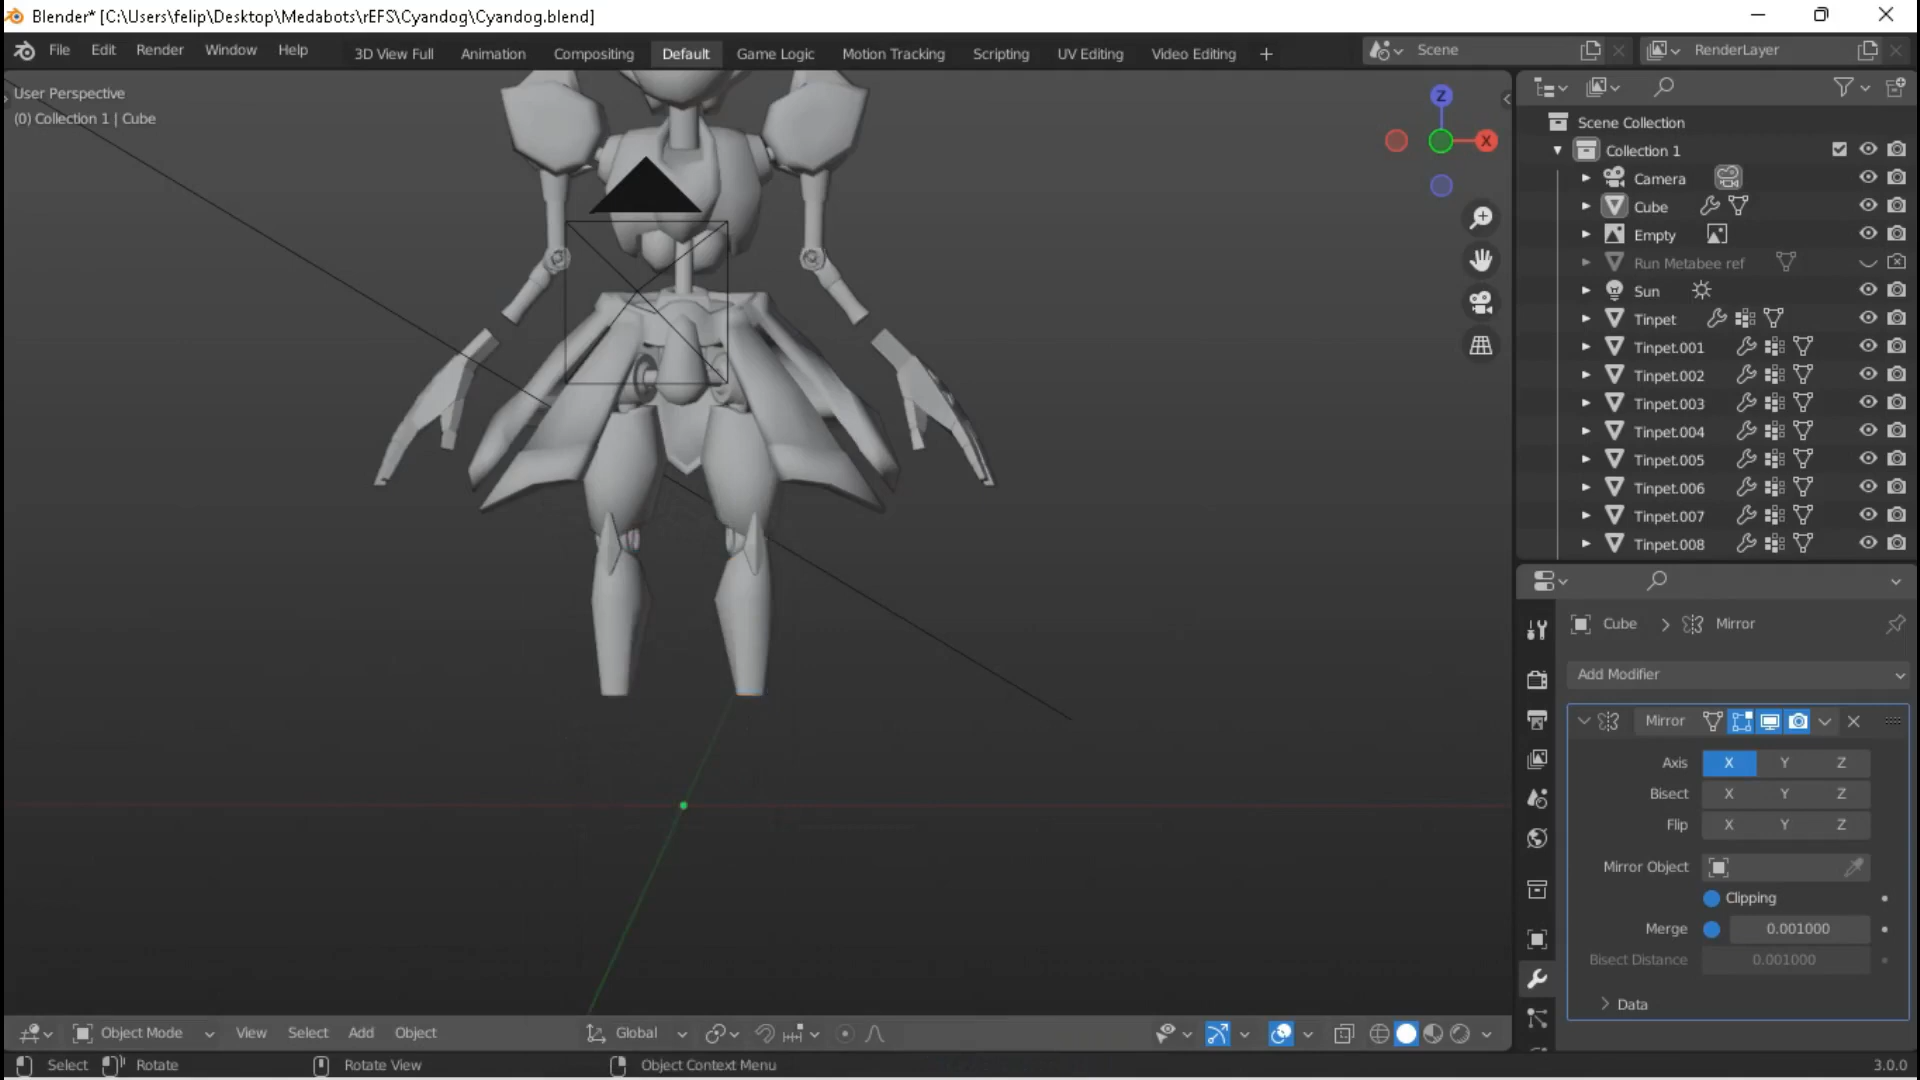 Blender* [C:\Users\felip\Desktop\Medabots\rEFS\Cyandog\Cyandog.blend]
File Edit Render Window Help 3D View Full Animation Compositing Default Game Logic Motion Tracking Scripting UV Editing Video Editing + Scene RenderLayer
User Perspective
(0) Collection 1 | Cube
Z
X
Scene Collection
Collection 1
Camera
Cube
Empty
Run Metabee ref
Sun
Tinpet
Tinpet.001
Tinpet.002
Tinpet.003
Tinpet.004
Tinpet.005
Tinpet.006
Tinpet.007
Tinpet.008
Cube > Mirror
Add Modifier
Mirror
Axis X Y Z
Bisect X Y Z
Flip X Y Z
Mirror Object
Clipping
Merge 0.001000
Bisect Distance 0.001000
Data
Object Mode View Select Add Object Global
Select Rotate Rotate View Object Context Menu 3.0.0